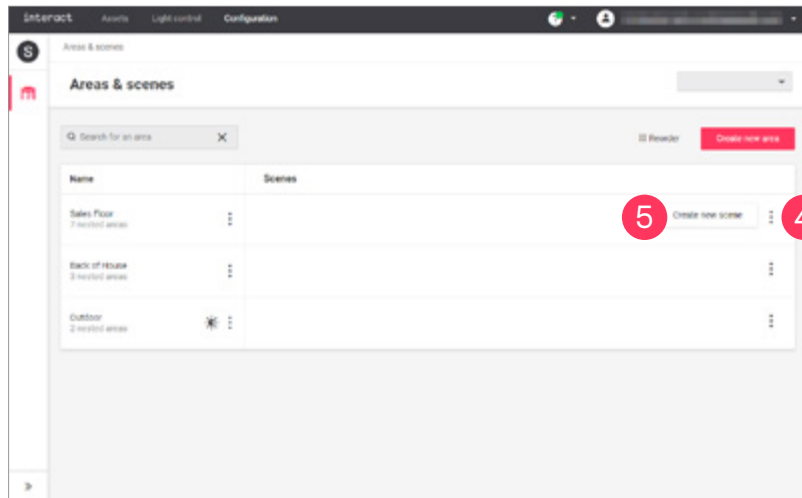 interact Assets Light control Configuration
S Areas & scenes
Areas & scenes
Search for an area Reorder Create new area
Name Scenes
Sales Floor 5 Create new scene 4
7 nested areas
Back of House
3 nested areas
Outdoor
2 nested areas